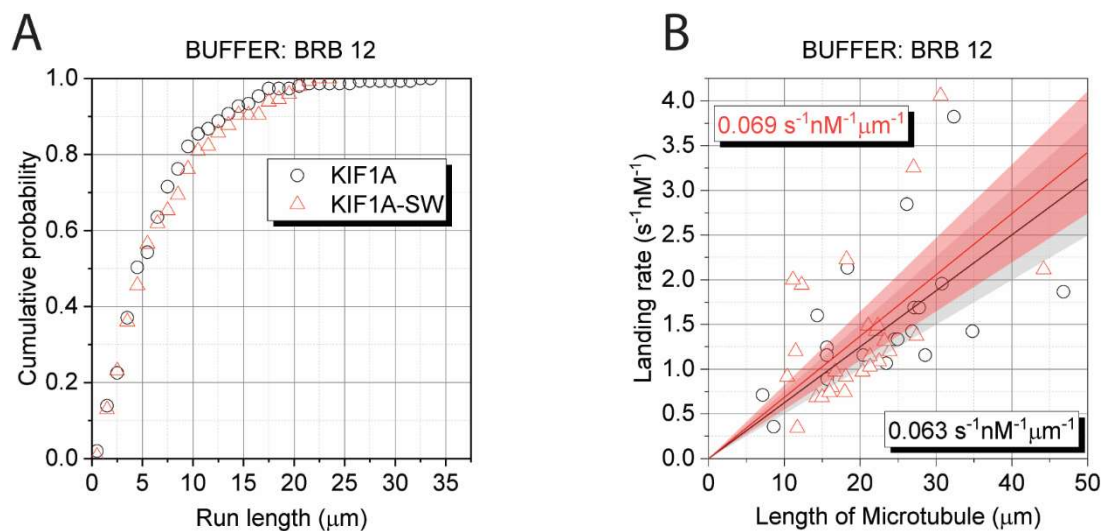 A
BUFFER: BRB 12
1.0
0.8
0.6
0.4
0.2
0.0
Cumulative probability
KIF1A
KIF1A-SW
0 5 10 15 20 25 30 35
Run length (μm)
B
BUFFER: BRB 12
4.0
3.5
3.0
2.5
2.0
1.5
1.0
0.5
0.0
Landing rate (s⁻¹nM⁻¹)
0.069 s⁻¹nM⁻¹μm⁻¹
0.063 s⁻¹nM⁻¹μm⁻¹
0 10 20 30 40 50
Length of Microtubule (μm)